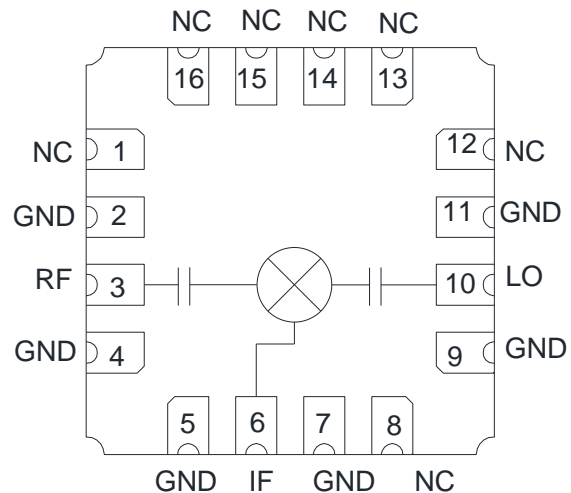 NC NC NC NC
16 15 14 13
NC 1 12 NC
GND 2 11 GND
RF 3 10 LO
GND 4 9 GND
5 6 7 8
GND IF GND NC